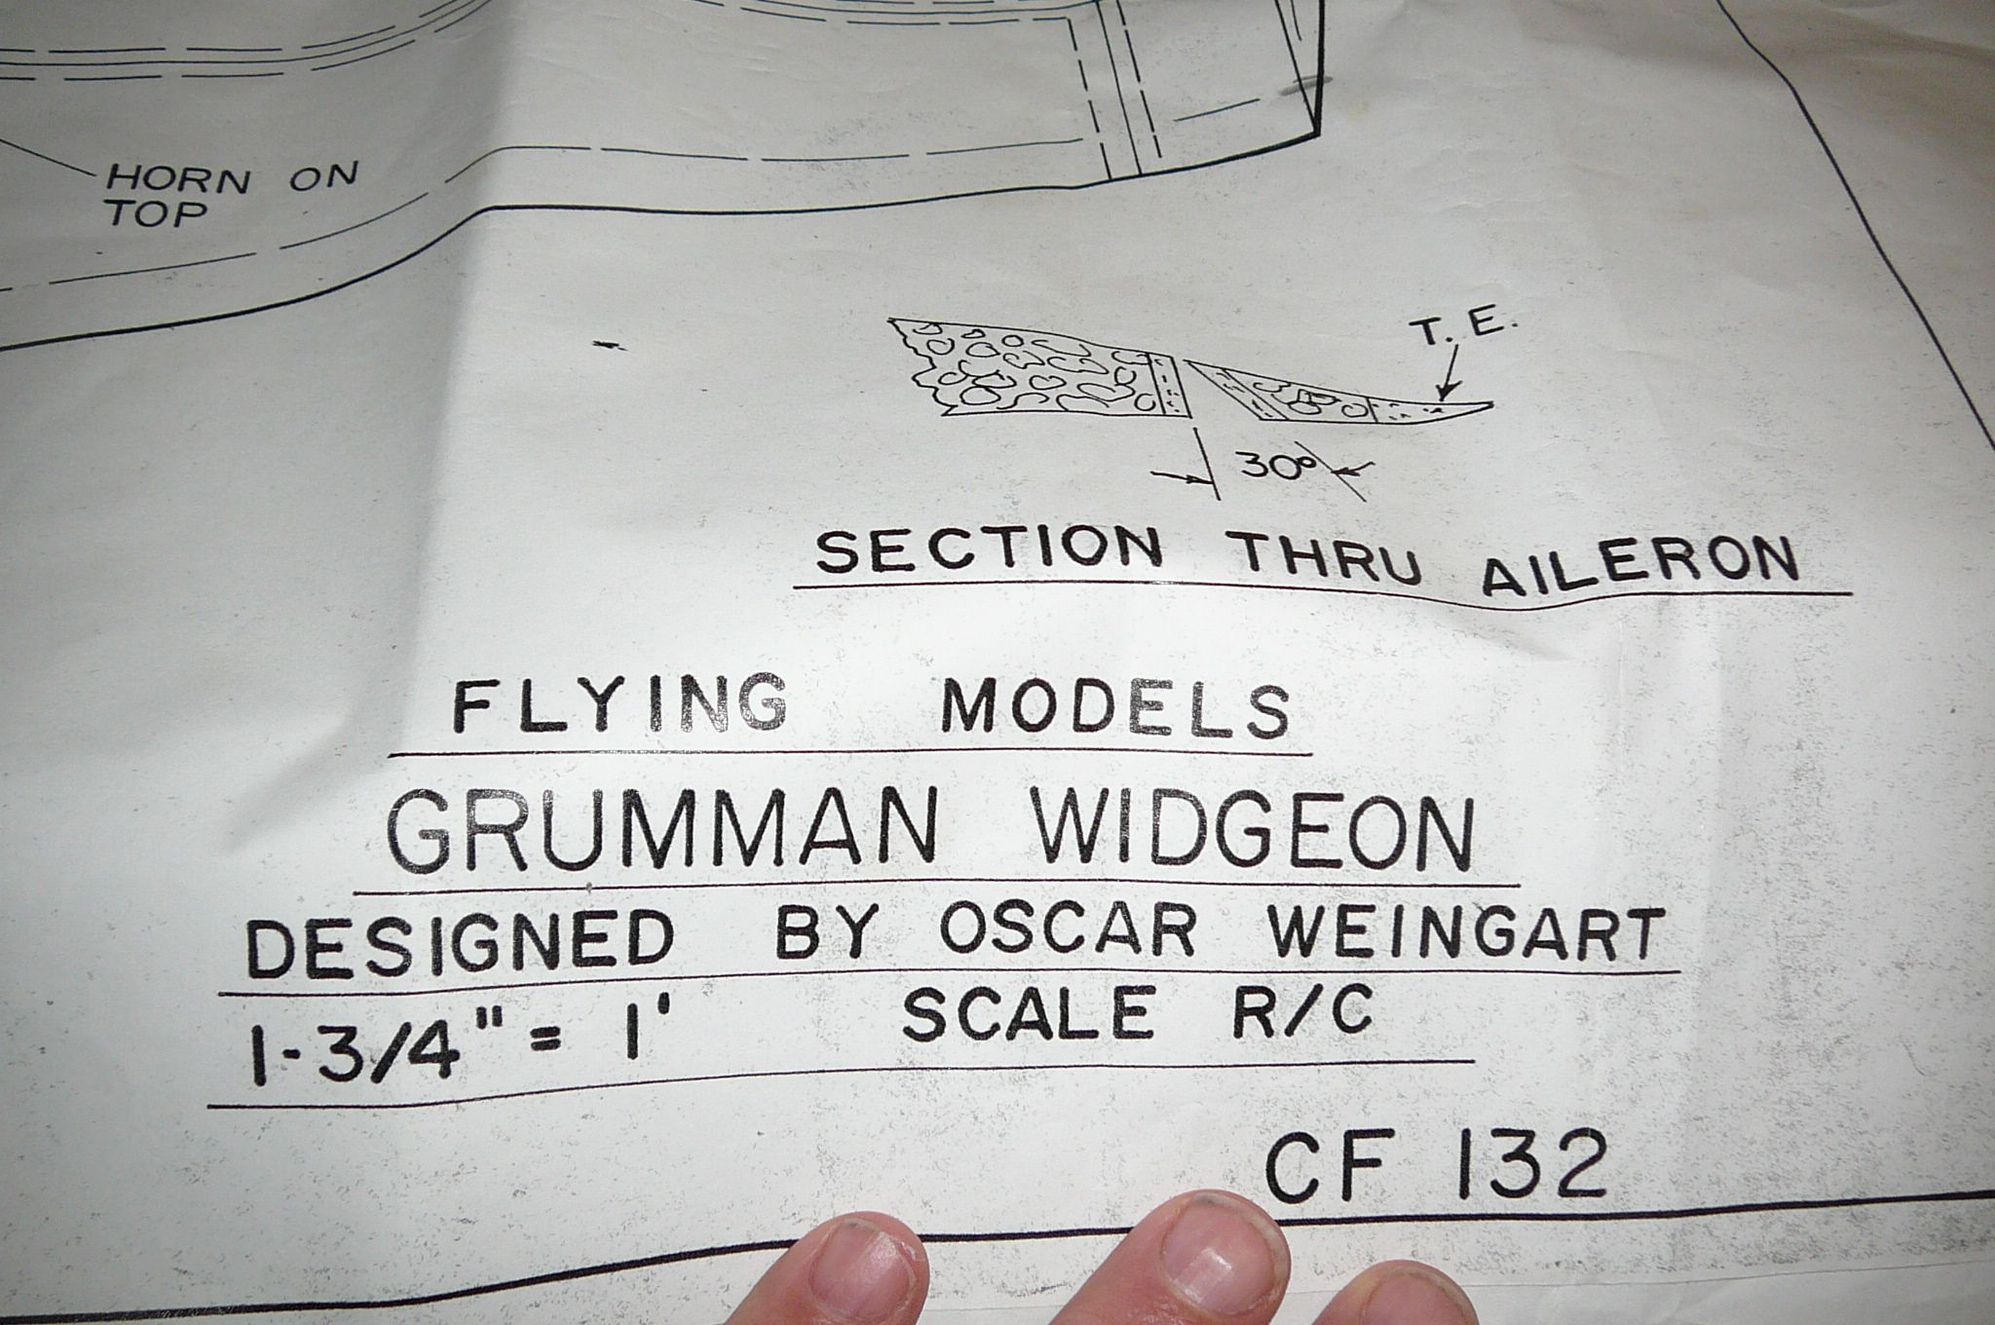 HORN ON
TOP
T. E.
30°
SECTION THRU AILERON
FLYING MODELS
GRUMMAN WIDGEON
DESIGNED BY OSCAR WEINGART
1-3/4" = 1' SCALE R/C
CF 132